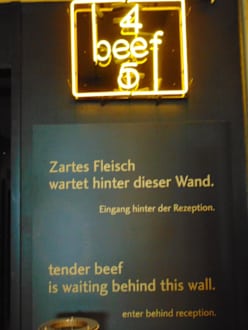 4
beef
6
Zartes Fleisch
wartet hinter dieser Wand.
Eingang hinter der Rezeption.
tender beef
is waiting behind this wall.
enter behind reception.